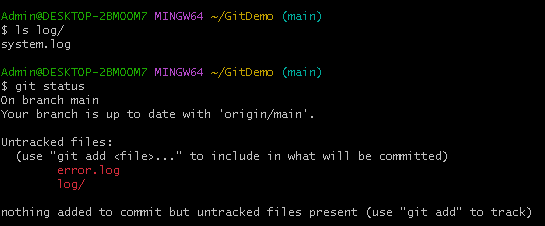 Admin@DESKTOP-2BMOOM7 MINGW64 ~/GitDemo (main)
$ ls log/
system.log
Admin@DESKTOP-2BMOOM7 MINGW64 ~/GitDemo (main)
$ git status
On branch main
Your branch is up to date with 'origin/main'.
Untracked files:
(use "git add <file>..." to include in what will be committed)
error.log
log/
nothing added to commit but untracked files present (use "git add" to track)